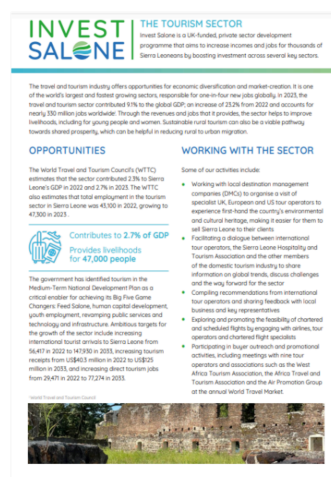 INVEST
SALONE
THE TOURISM SECTOR
Invest Salone is a UK-funded, private sector development
programme that aims to increase incomes and jobs for thousands of
Sierra Leoneans by boosting investment across several key sectors.
The travel and tourism industry offers opportunities for economic diversification and market-creation. It is one
of the world's largest and fastest growing sectors, responsible for one-in-four new jobs globally. In 2023, the
travel and tourism sector contributed 9.1% to the global GDP; an increase of 23.2% from 2022 and accounts for
nearly 330 million jobs worldwide. Through the revenues and jobs that it provides, the sector helps to improve
livelihoods, including for young people and women. Sustainable rural tourism can also be a viable pathway
towards shared prosperity, which can be helpful in reducing rural to urban migration.
OPPORTUNITIES
The World Travel and Tourism Council's (WTTC)
estimates that the sector contributed 2.3% to Sierra
Leone's GDP in 2022 and 2.7% in 2023. The WTTC
also estimates that total employment in the tourism
sector in Sierra Leone was 43,100 in 2022, growing to
47,300 in 2023.
Contributes to 2.7% of GDP
Provides livelihoods
for 47,000 people
The government has identified tourism in the
Medium-Term National Development Plan as a
critical enabler for achieving its Big Five Game
Changers: Feed Salone, human capital development,
youth employment, revamping public services and
technology and infrastructure. Ambitious targets for
the growth of the sector include increasing
international tourist arrivals to Sierra Leone from
56,417 in 2022 to 147,930 in 2033, increasing tourism
receipts from US$40.3 million in 2022 to US$125
million in 2033, and increasing direct tourism jobs
from 29,471 in 2022 to 77,274 in 2033.
World Travel and Tourism Council
WORKING WITH THE SECTOR
Some of our activities include:
• Working with local destination management
companies (DMCs) to organise a visit of
specialist UK, European and US tour operators to
experience first-hand the country's environmental
and cultural heritage, making it easier for them to
sell Sierra Leone to their clients
• Facilitating a dialogue between international
tour operators, the Sierra Leone Hospitality and
Tourism Association and the other members
of the domestic tourism industry to share
information on global trends, discuss challenges
and the way forward for the sector
• Compiling recommendations from international
tour operators and sharing feedback with local
business and key representatives
• Exploring and promoting the feasibility of chartered
and scheduled flights by engaging with airlines, tour
operators and chartered flight specialists
• Participating in buyer outreach and promotional
activities, including meetings with nine tour
operators and associations such as the West
Africa Tourism Association, the Africa Travel and
Tourism Association and the Air Promotion Group
at the annual World Travel Market.